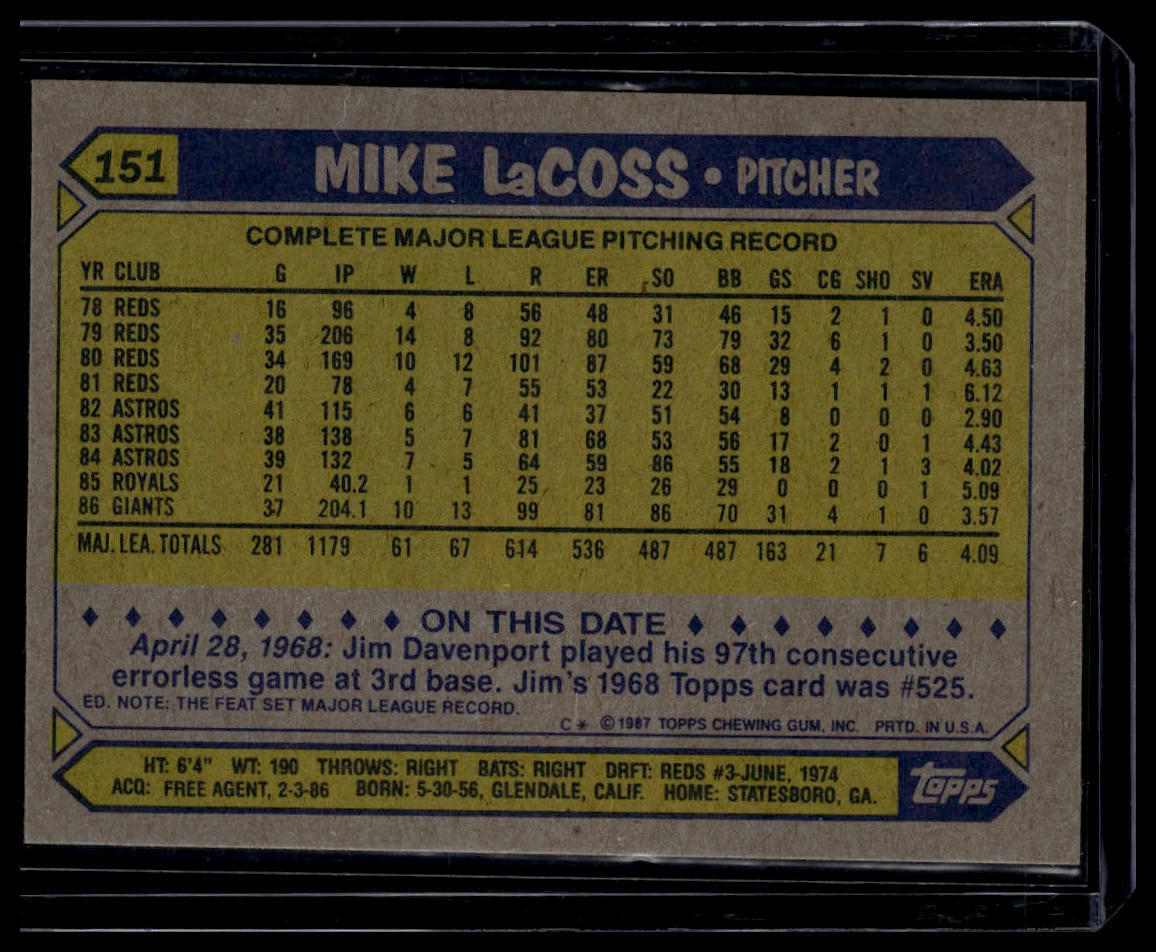 151 MIKE LaCOSS • PITCHER
COMPLETE MAJOR LEAGUE PITCHING RECORD
YR CLUB G IP W L R ER SO BB GS CG SHO SV ERA
78 REDS 16 96 4 8 56 48 31 46 15 2 1 0 4.50
79 REDS 35 206 14 8 92 80 73 79 32 6 1 0 3.50
80 REDS 34 169 10 12 101 87 59 68 29 4 2 0 4.63
81 REDS 20 78 4 7 55 53 22 30 13 1 1 1 6.12
82 ASTROS 41 115 6 6 41 37 51 54 8 0 0 0 2.90
83 ASTROS 38 138 5 7 81 68 53 56 17 2 0 1 4.43
84 ASTROS 39 132 7 5 64 59 86 55 18 2 1 3 4.02
85 ROYALS 21 40.2 1 1 25 23 26 29 0 0 0 1 5.09
86 GIANTS 37 204.1 10 13 99 81 86 70 31 4 1 0 3.57
MAJ. LEA. TOTALS 281 1179 61 67 614 536 487 487 163 21 7 6 4.09
ON THIS DATE
April 28, 1968: Jim Davenport played his 97th consecutive
errorless game at 3rd base. Jim's 1968 Topps card was #525.
ED. NOTE: THE FEAT SET MAJOR LEAGUE RECORD.
C* ©1987 TOPPS CHEWING GUM, INC. PRTD. IN U.S.A.
HT: 6'4" WT: 190 THROWS: RIGHT BATS: RIGHT DRFT: REDS #3-JUNE, 1974
ACQ: FREE AGENT, 2-3-86 BORN: 5-30-56, GLENDALE, CALIF. HOME: STATESBORO, GA.
topps